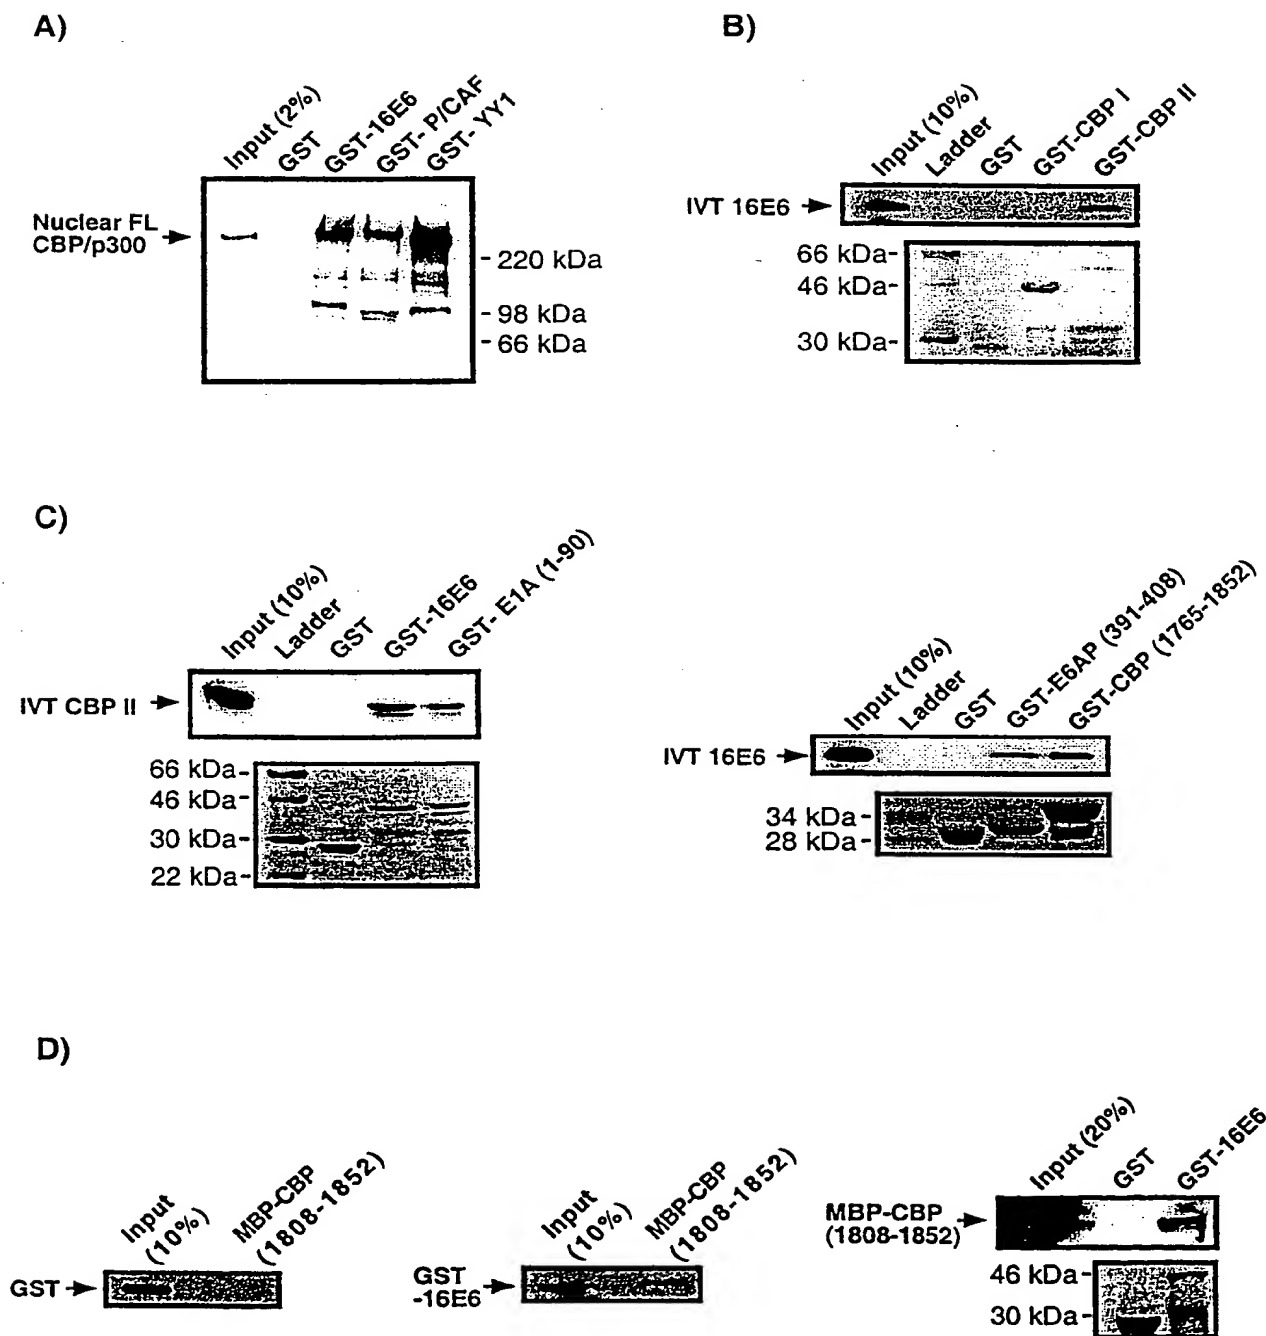 A)
Input (2%)
GST
GST-16E6
GST- P/CAF
GST- YY1
Nuclear FL
CBP/p300
220 kDa
98 kDa
66 kDa
B)
Input (10%)
Ladder
GST
GST-CBP I
GST-CBP II
IVT 16E6
66 kDa
46 kDa
30 kDa
C)
Input (10%)
Ladder
GST
GST-16E6
GST- E1A (1-90)
IVT CBP II
66 kDa
46 kDa
30 kDa
22 kDa
Input (10%)
Ladder
GST
GST-E6AP (391-408)
GST-CBP (1765-1852)
IVT 16E6
34 kDa
28 kDa
D)
Input
(10%)
MBP-CBP
(1808-1852)
GST
Input
(10%)
MBP-CBP
(1808-1852)
GST
-16E6
Input (20%)
GST
GST-16E6
MBP-CBP
(1808-1852)
46 kDa
30 kDa